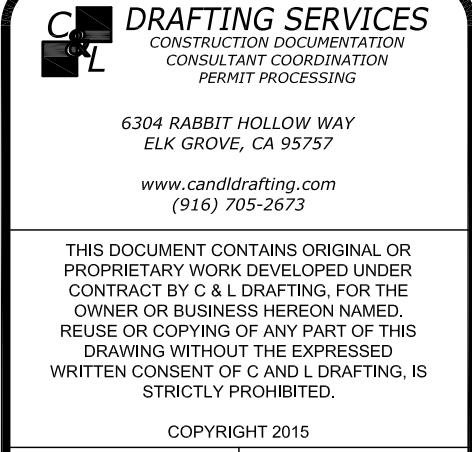 C & L
DRAFTING SERVICES
CONSTRUCTION DOCUMENTATION
CONSULTANT COORDINATION
PERMIT PROCESSING
6304 RABBIT HOLLOW WAY
ELK GROVE, CA 95757
www.candldrafting.com
(916) 705-2673
THIS DOCUMENT CONTAINS ORIGINAL OR
PROPRIETARY WORK DEVELOPED UNDER
CONTRACT BY C & L DRAFTING, FOR THE
OWNER OR BUSINESS HEREON NAMED.
REUSE OR COPYING OF ANY PART OF THIS
DRAWING WITHOUT THE EXPRESSED
WRITTEN CONSENT OF C AND L DRAFTING, IS
STRICTLY PROHIBITED.
COPYRIGHT 2015